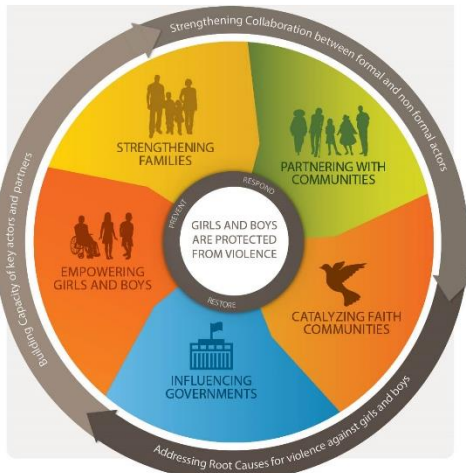 Strengthening Collaboration between formal and non formal actors
STRENGTHENING
FAMILIES
PARTNERING WITH
COMMUNITIES
PREVENT
RESPOND
GIRLS AND BOYS
ARE PROTECTED
FROM VIOLENCE
RESTORE
EMPOWERING
GIRLS AND BOYS
CATALYZING FAITH
COMMUNITIES
INFLUENCING
GOVERNMENTS
Building Capacity of key actors and partners
Addressing Root Causes for violence against girls and boys